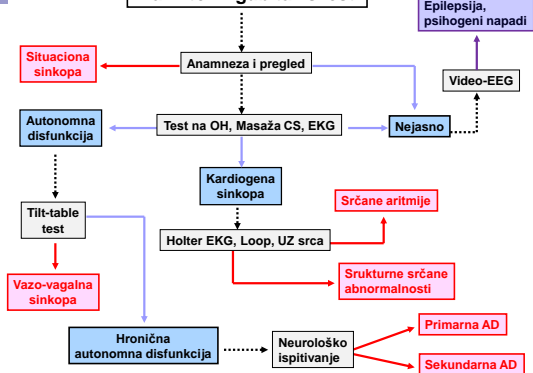 Epilepsija,
psihogeni napadi
Situaciona
sinkopa
Anamneza i pregled
Video-EEG
Autonomna
disfunkcija
Test na OH, Masaža CS, EKG
Nejasno
Kardiogena
sinkopa
Srčane aritmije
Tilt-table
test
Holter EKG, Loop, UZ srca
Vazo-vagalna
sinkopa
Srukturne srčane
abnormalnosti
Hronična
autonomna disfunkcija
Neurološko
ispitivanje
Primarna AD
Sekundarna AD